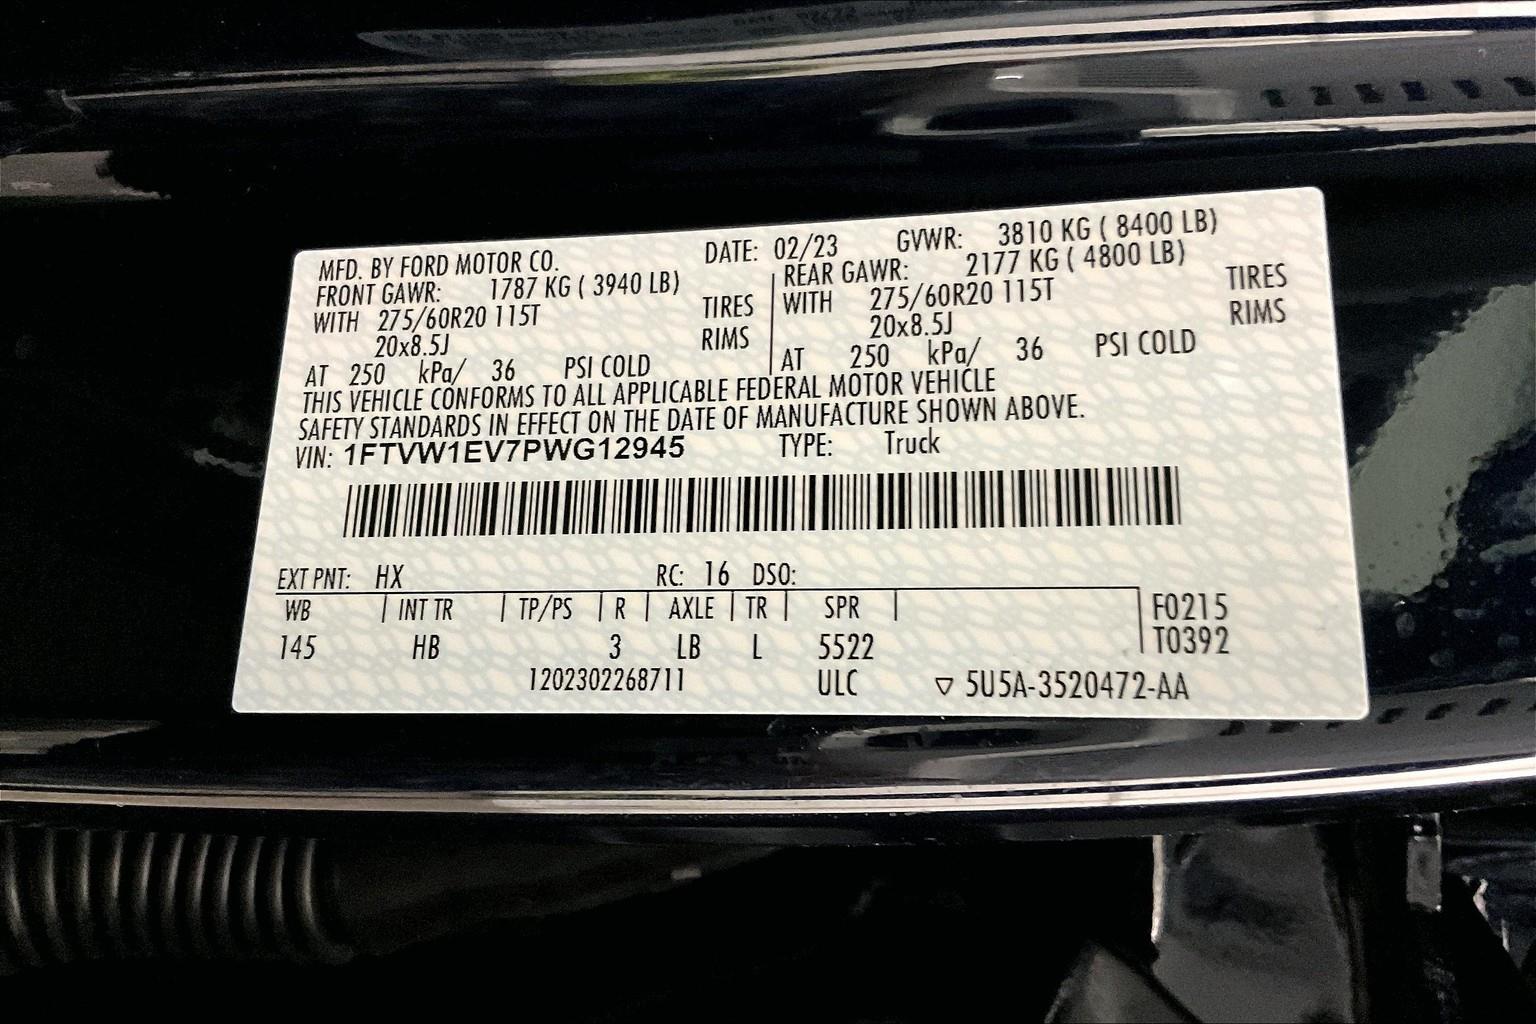 MFD. BY FORD MOTOR CO. DATE: 02/23 GVWR: 3810 KG ( 8400 LB)
FRONT GAWR: 1787 KG ( 3940 LB) REAR GAWR: 2177 KG ( 4800 LB)
WITH 275/60R20 115T TIRES WITH 275/60R20 115T TIRES
20x8.5J RIMS 20x8.5J RIMS
AT 250 kPa/ 36 PSI COLD AT 250 kPa/ 36 PSI COLD
THIS VEHICLE CONFORMS TO ALL APPLICABLE FEDERAL MOTOR VEHICLE
SAFETY STANDARDS IN EFFECT ON THE DATE OF MANUFACTURE SHOWN ABOVE.
VIN: 1FTVW1EV7PWG12945 TYPE: Truck
EXT PNT: HX RC: 16 DSO:
WB INT TR TP/PS R AXLE TR SPR F0215
145 HB 3 LB L 5522 T0392
1202302268711 ULC ▽ 5U5A-3520472-AA